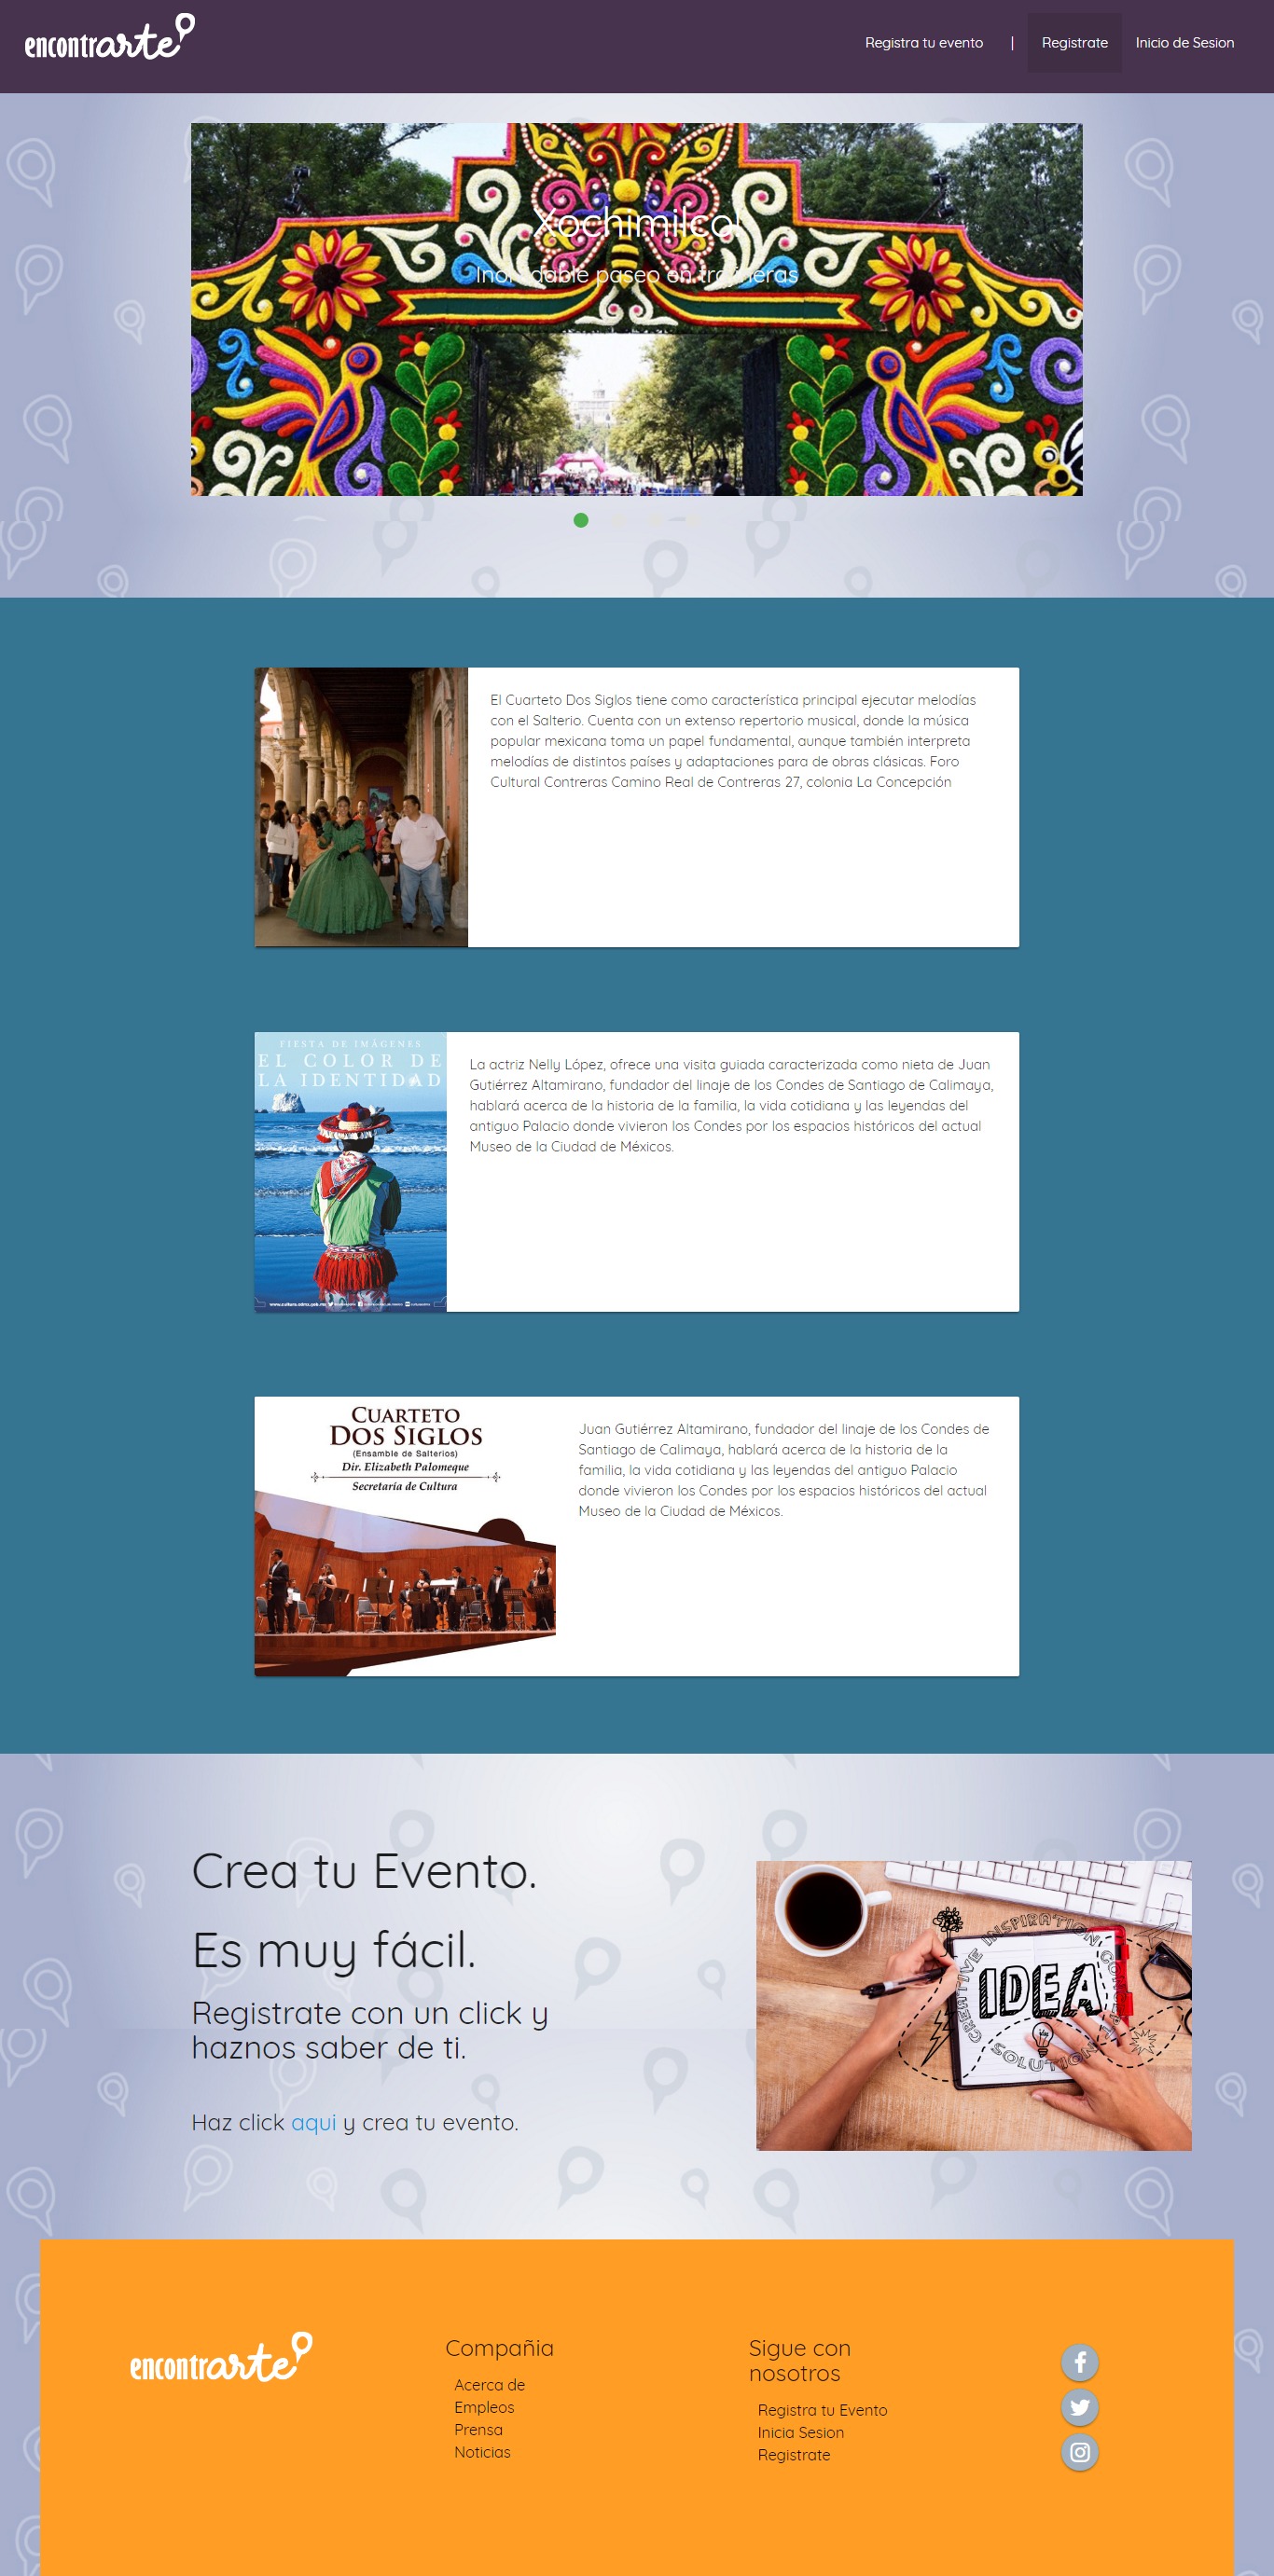 encontrarte
Registra tu evento | Registrate Inicio de Sesion
Xochimilco!
Inolvidable paseo en trajineras
El Cuarteto Dos Siglos tiene como característica principal ejecutar melodías
con el Salterio. Cuenta con un extenso repertorio musical, donde la música
popular mexicana toma un papel fundamental, aunque también interpreta
melodías de distintos países y adaptaciones para de obras clásicas. Foro
Cultural Contreras Camino Real de Contreras 27, colonia La Concepción
FIESTA DE IMÁGENES
EL COLOR DE
LA IDENTIDAD
La actriz Nelly López, ofrece una visita guiada caracterizada como nieta de Juan
Gutiérrez Altamirano, fundador del linaje de los Condes de Santiago de Calimaya,
hablará acerca de la historia de la familia, la vida cotidiana y las leyendas del
antiguo Palacio donde vivieron los Condes por los espacios históricos del actual
Museo de la Ciudad de Méxicos.
CUARTETO
DOS SIGLOS
(Ensamble de Salterios)
Dir. Elizabeth Palomeque
Secretaría de Cultura
Juan Gutiérrez Altamirano, fundador del linaje de los Condes de
Santiago de Calimaya, hablará acerca de la historia de la
familia, la vida cotidiana y las leyendas del antiguo Palacio
donde vivieron los Condes por los espacios históricos del actual
Museo de la Ciudad de Méxicos.
Crea tu Evento.
Es muy fácil.
Registrate con un click y
haznos saber de ti.
Haz click aqui y crea tu evento.
CREATIVE INSPIRATION
IDEA
SOLUTION
encontrarte
Compañia
Acerca de
Empleos
Prensa
Noticias
Sigue con
nosotros
Registra tu Evento
Inicia Sesion
Registrate